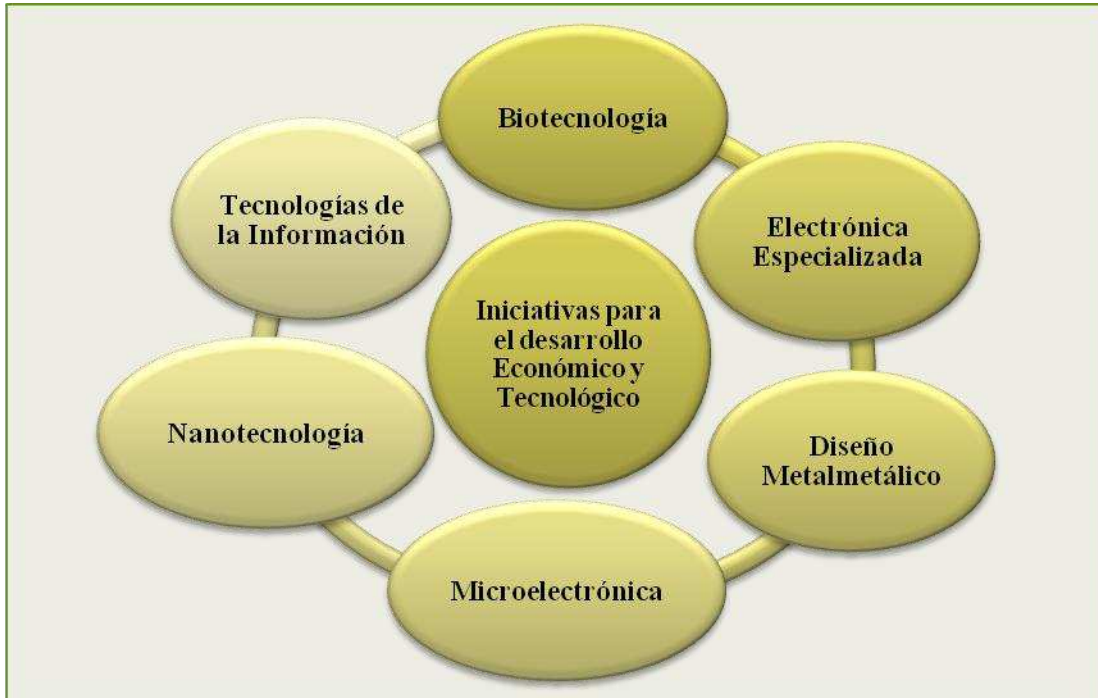 Biotecnología
Tecnologías de
la Información
Electrónica
Especializada
Iniciativas para
el desarrollo
Económico y
Tecnológico
Nanotecnología
Diseño
Metalmetálico
Microelectrónica